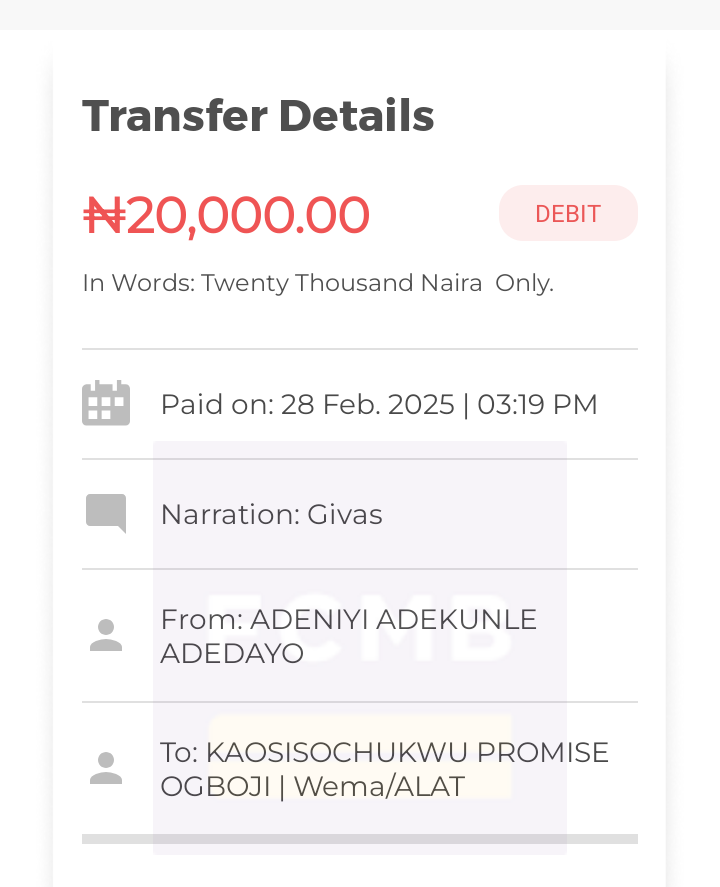 Transfer Details
₦20,000.00 DEBIT
In Words: Twenty Thousand Naira  Only.
Paid on: 28 Feb. 2025 | 03:19 PM
Narration: Givas
From: ADENIYI ADEKUNLE
ADEDAYO
FCMB
To: KAOSISOCHUKWU PROMISE
OGBOJI | Wema/ALAT